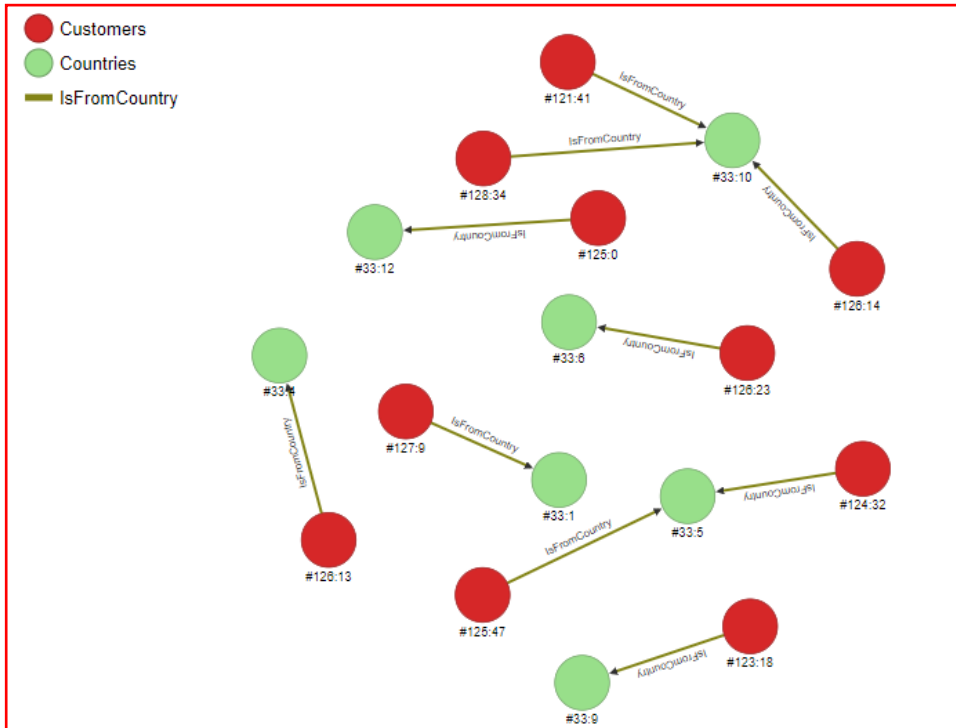 Customers
Countries
IsFromCountry
#121:41
IsFromCountry
#128:34
IsFromCountry
#33:10
IsFromCountry
#126:14
#33:12
IsFromCountry
#125:0
#33:6
IsFromCountry
#126:23
#33:4
IsFromCountry
#126:13
#127:9
IsFromCountry
#33:1
#33:5
IsFromCountry
#124:32
IsFromCountry
#125:47
IsFromCountry
#123:18
#33:9